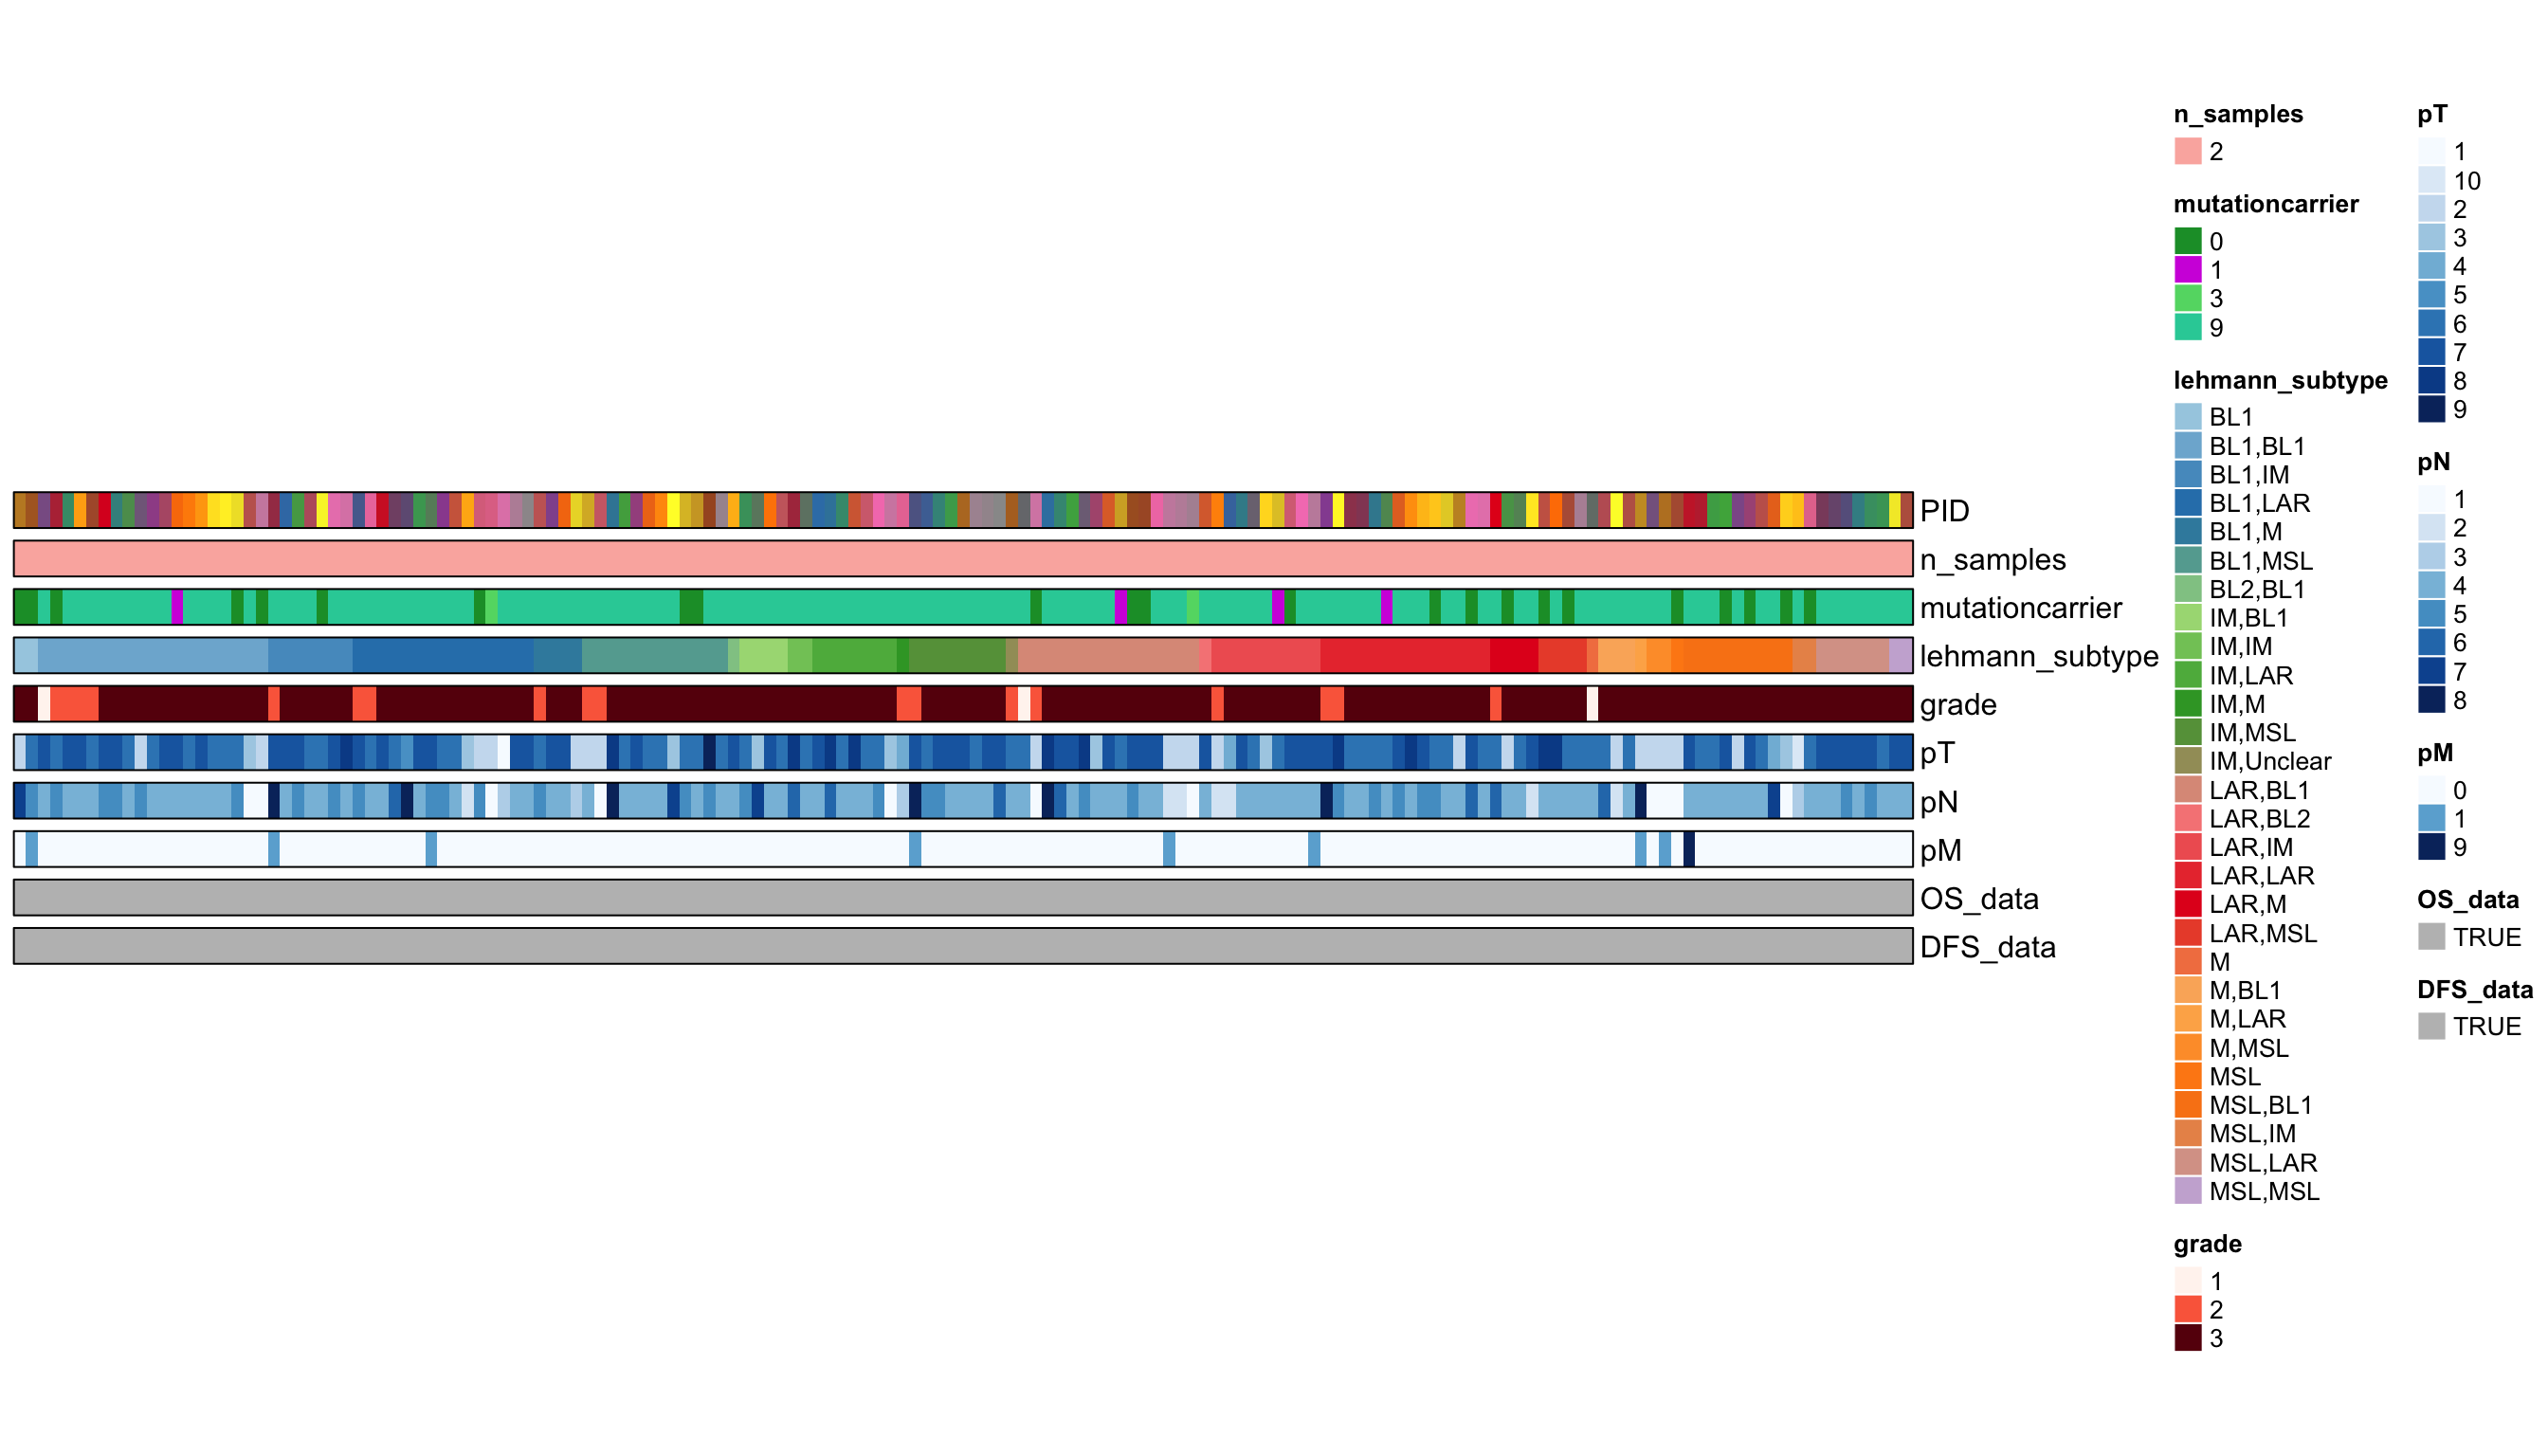 PID
n_samples
mutationcarrier
lehmann_subtype
grade
pT
pN
pM
OS_data
DFS_data
n_samples
2
mutationcarrier
0
1
3
9
lehmann_subtype
BL1
BL1,BL1
BL1,IM
BL1,LAR
BL1,M
BL1,MSL
BL2,BL1
IM,BL1
IM,IM
IM,LAR
IM,M
IM,MSL
IM,Unclear
LAR,BL1
LAR,BL2
LAR,IM
LAR,LAR
LAR,M
LAR,MSL
M
M,BL1
M,LAR
M,MSL
MSL
MSL,BL1
MSL,IM
MSL,LAR
MSL,MSL
grade
1
2
3
pT
1
10
2
3
4
5
6
7
8
9
pN
1
2
3
4
5
6
7
8
pM
0
1
9
OS_data
TRUE
DFS_data
TRUE